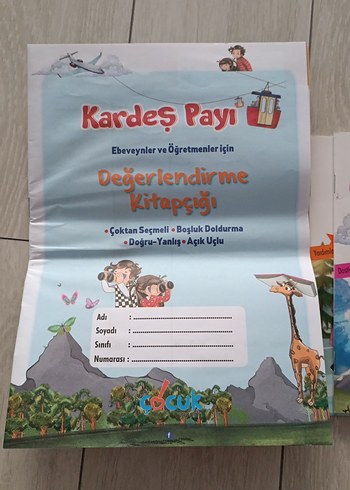 Kardeş Payı
Ebeveynler ve Öğretmenler için
Değerlendirme
Kitapçığı
• Çoktan Seçmeli • Boşluk Doldurma
• Doğru-Yanlış • Açık Uçlu
Adı :
Soyadı :
Sınıfı :
Numarası :
çocuk